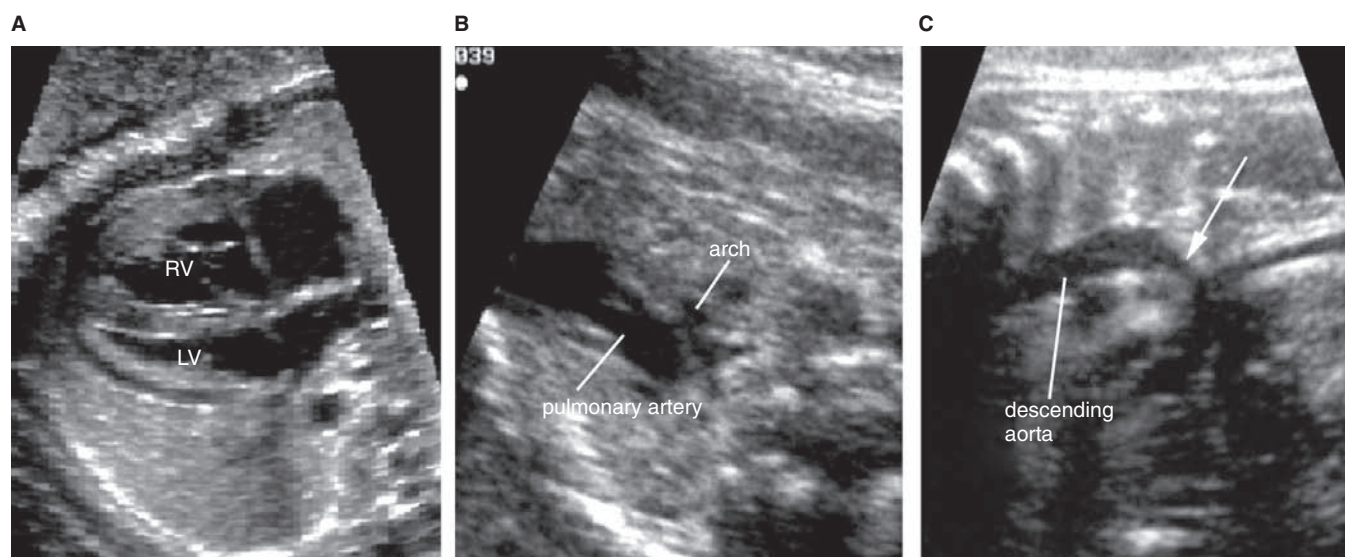 A
B
C
039
RV
LV
arch
pulmonary artery
descending
aorta